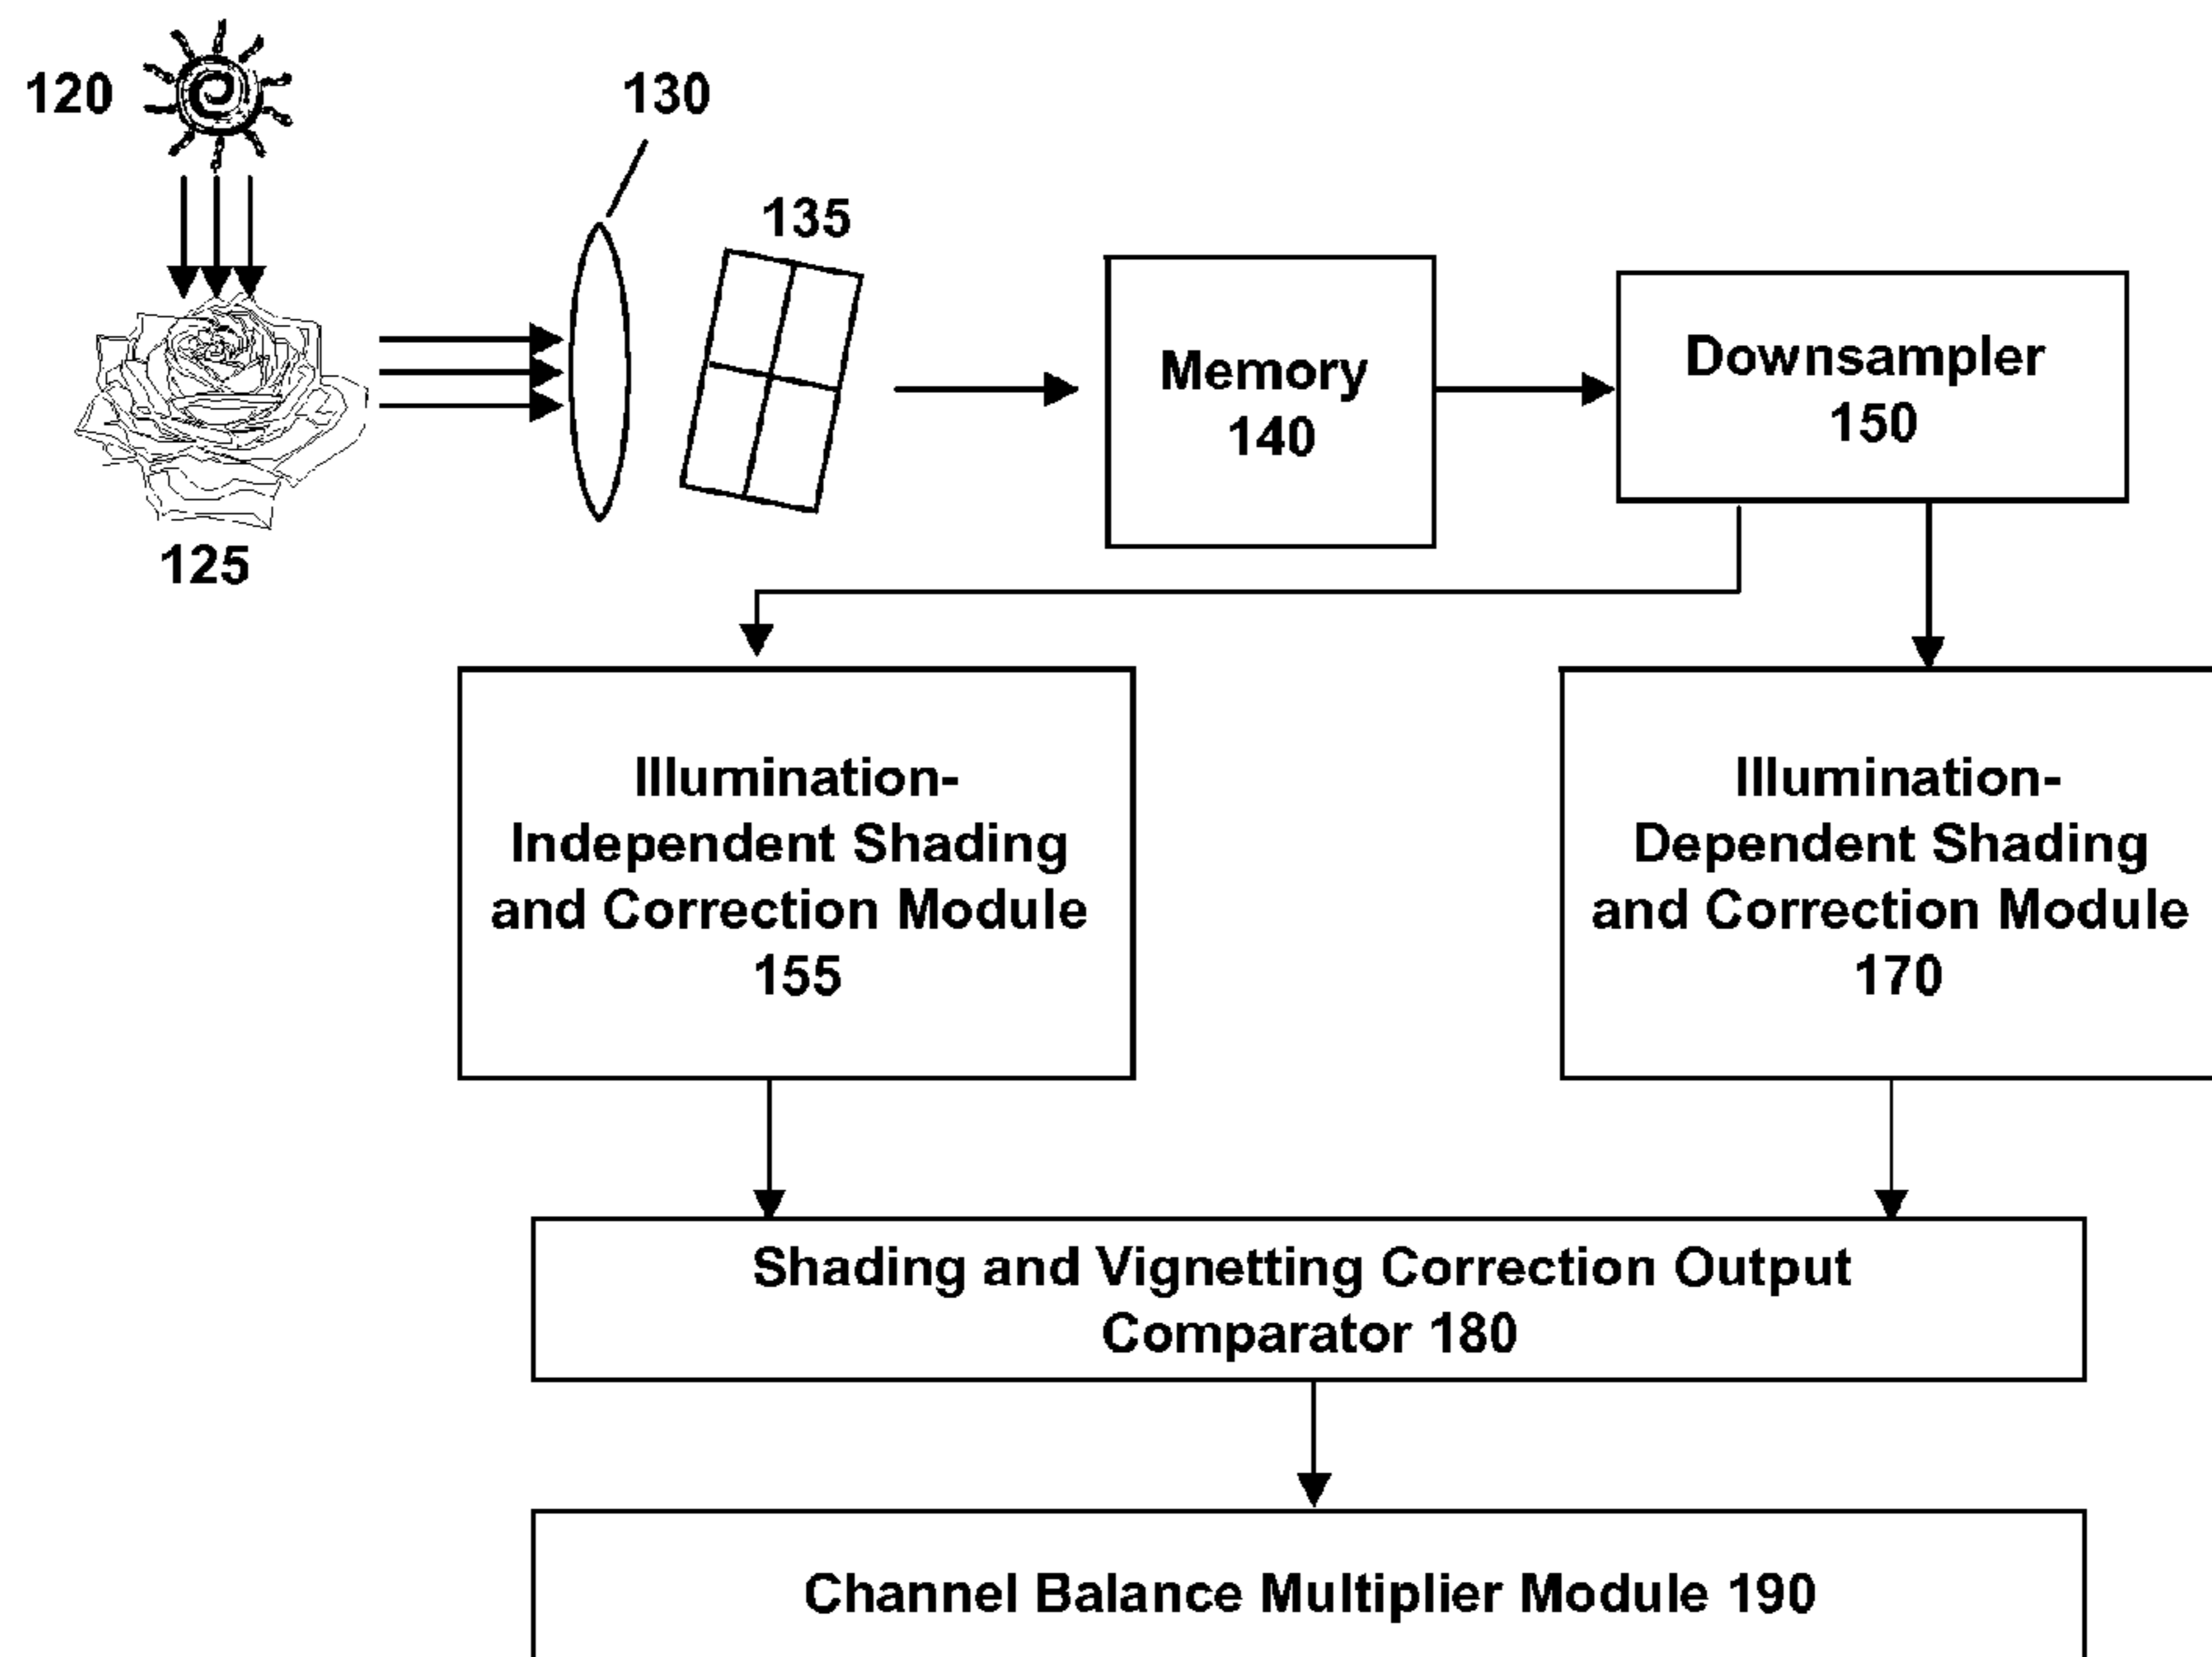 120
130
135
125
Memory
140
Downsampler
150
Illumination-
Independent Shading
and Correction Module
155
Illumination-
Dependent Shading
and Correction Module
170
Shading and Vignetting Correction Output
Comparator 180
Channel Balance Multiplier Module 190